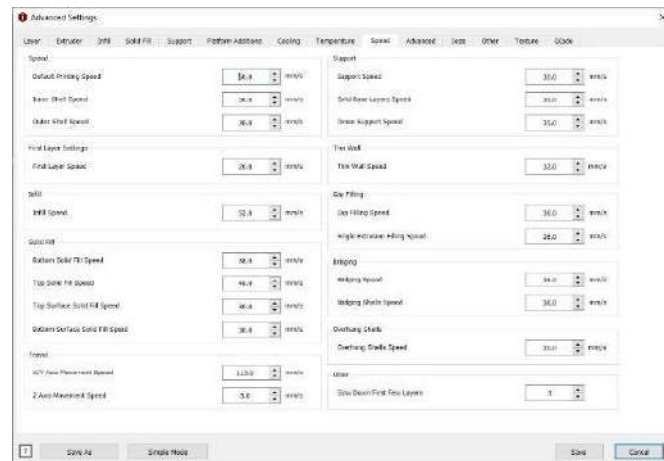 Advanced Settings
Layer Extruder Infill Solid Fill Support Platform Additions Cooling Temperature Speed Advanced Other Texture GCode
Speed
Default Printing Speed mm/s
Inner Shell Speed mm/s
Outer Shell Speed 30.0 mm/s
First Layer Settings
First Layer Speed 20.0 mm/s
Infill
Infill Speed 52.0 mm/s
Solid Fill
Bottom Solid Fill Speed mm/s
Top Solid Fill Speed mm/s
Top Surface Solid Fill Speed mm/s
Bottom Surface Solid Fill Speed 30.0 mm/s
Travel
X/Y Axis Movement Speed mm/s
Z Axis Movement Speed mm/s
Support
Support Speed mm/s
Solid Base Layers Speed mm/s
Dense Support Speed 35.0 mm/s
Thin Wall
Thin Wall Speed 32.0 mm/s
Gap Filling
Gap Filling Speed 36.0 mm/s
Single Extrusion Filling Speed mm/s
Bridging
Bridging Speed mm/s
Bridging Shells Speed 36.0 mm/s
Overhang Shells
Overhang Shells Speed mm/s
Other
Slow Down First Few Layers 3
? Save As Simple Mode Save Cancel